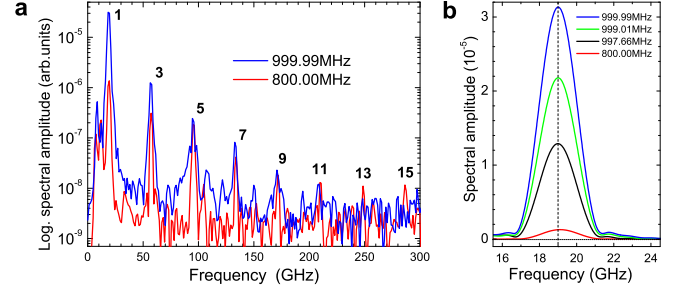 a
Log. spectral amplitude (arb.units)
10-5
10-6
10-7
10-8
10-9
1
3
5
7
9
11
13
15
999.99MHz
800.00MHz
0 50 100 150 200 250 300
Frequency (GHz)
b
Spectral amplitude (10-5)
3
2
1
0
999.99MHz
999.01MHz
997.66MHz
800.00MHz
16 18 20 22 24
Frequency (GHz)